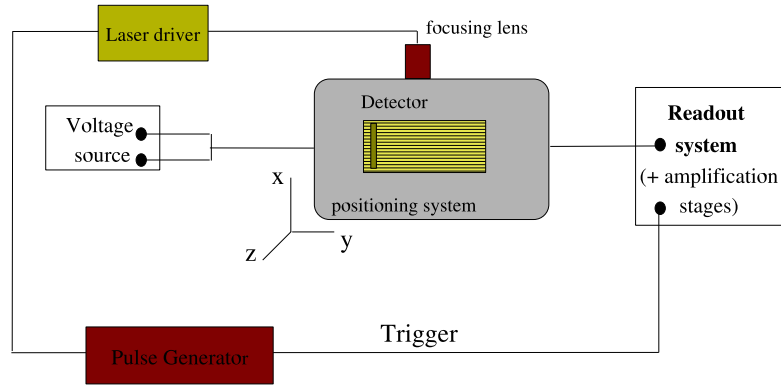 Laser driver
focusing lens
Voltage
source
Detector
positioning system
Readout
system
(+ amplification
stages)
x
y
z
Trigger
Pulse Generator